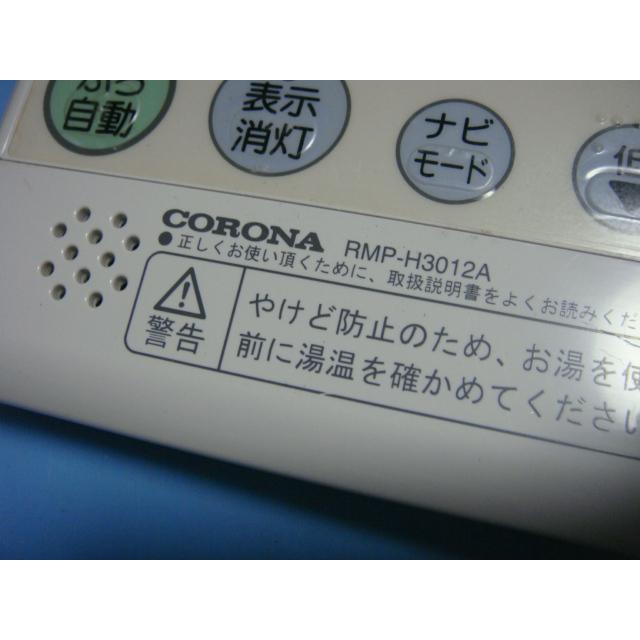 ふろ
自動
表示
消灯
ナビ
モード
低
CORONA RMP-H3012A
●正しくお使い頂くために、取扱説明書をよくお読みくだ
警告
やけど防止のため、お湯を使
前に湯温を確かめてください